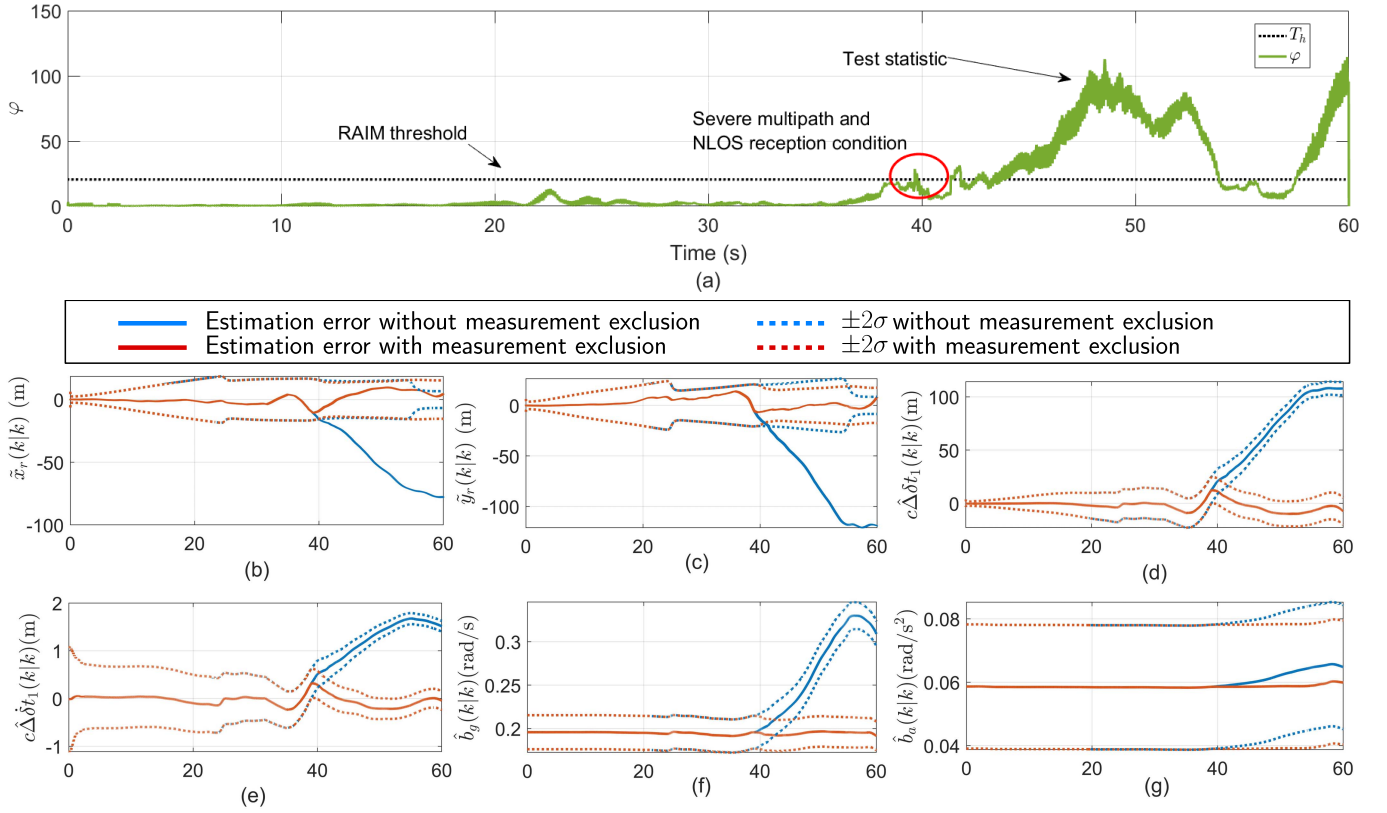 150
100
50
0
φ
T_h
φ
Test statistic
Severe multipath and
NLOS reception condition
RAIM threshold
0 10 20 30 40 50 60
Time (s)
(a)
Estimation error without measurement exclusion
±2σ without measurement exclusion
Estimation error with measurement exclusion
±2σ with measurement exclusion
x̃_r(k|k) (m)
0
-50
-100
0 20 40 60
(b)
ỹ_r(k|k) (m)
0
-50
-100
0 20 40 60
(c)
cΔ̂δt_1(k|k)(m)
100
50
0
0 20 40 60
(d)
cΔ̂δ̇t_1(k|k)(m)
2
1
0
-1
0 20 40 60
(e)
b̂_g(k|k)(rad/s)
0.3
0.25
0.2
0 20 40 60
(f)
b̂_a(k|k)(rad/s²)
0.08
0.06
0.04
0 20 40 60
(g)